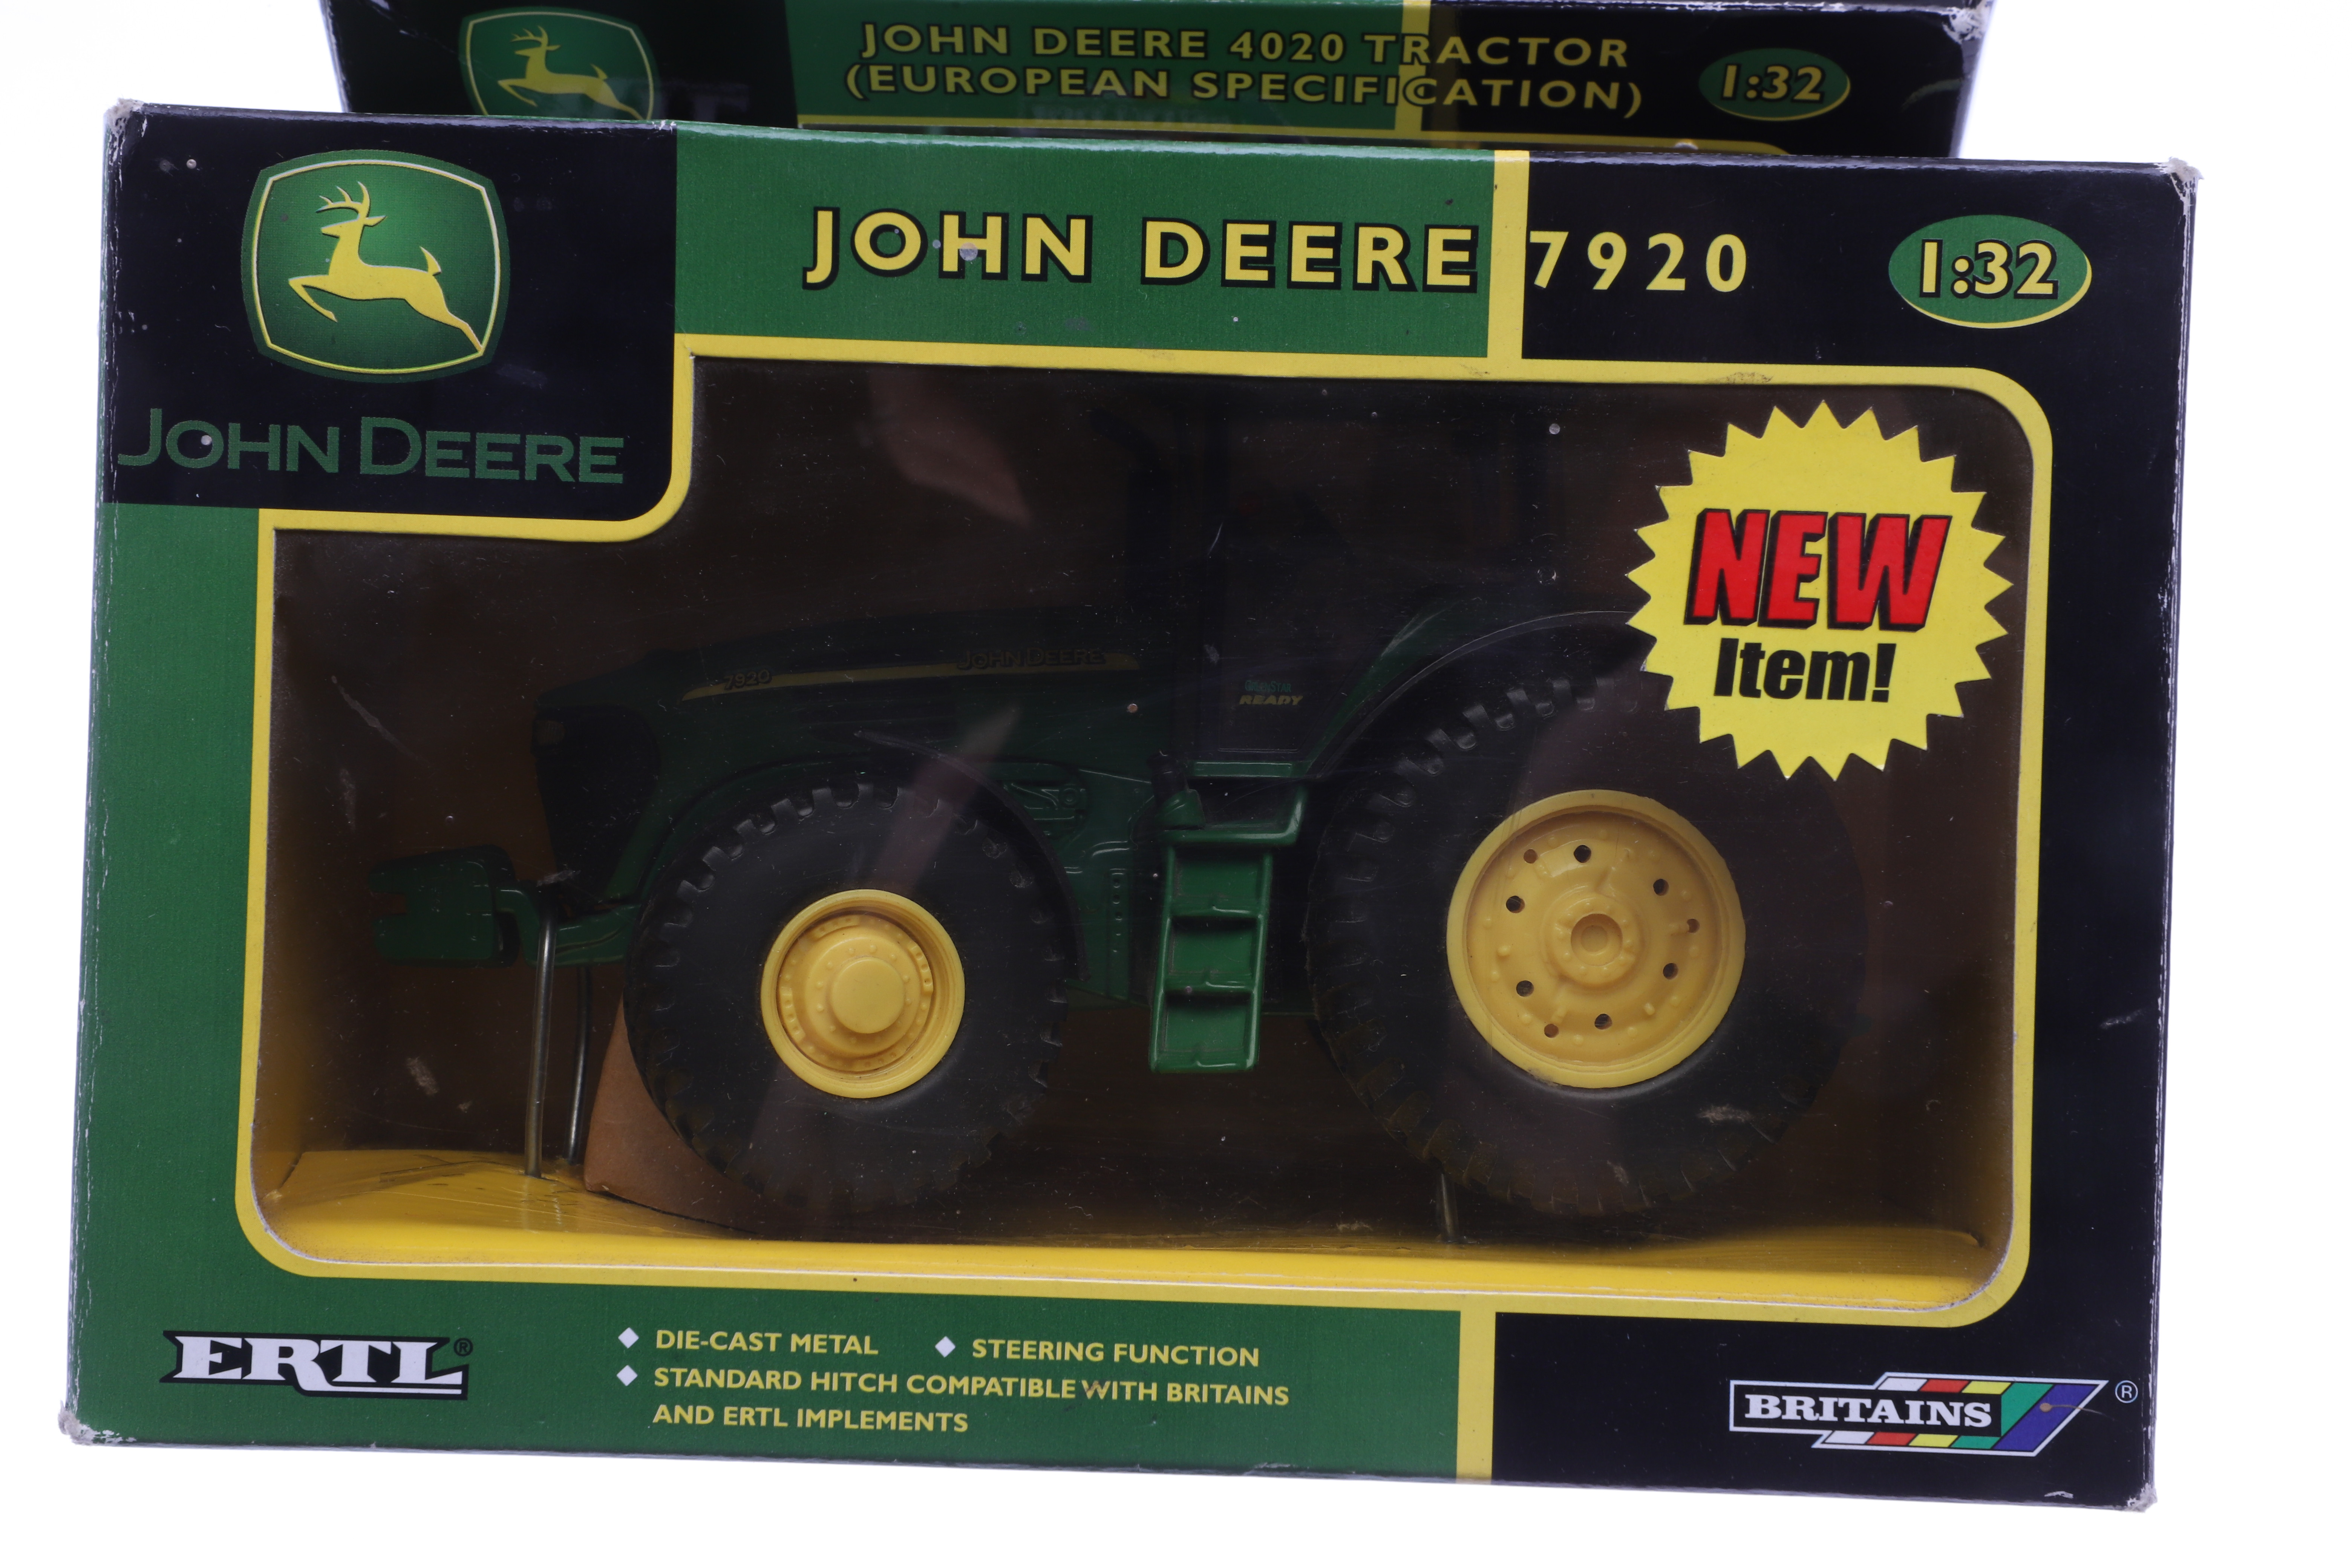 JOHN DEERE 4020 TRACTOR
(EUROPEAN SPECIFICATION)
1:32
JOHN DEERE 7920
1:32
JOHN DEERE
NEW
Item!
7920
JOHN DEERE
READY
ERTL®
DIE-CAST METAL
STEERING FUNCTION
STANDARD HITCH COMPATIBLE WITH BRITAINS
AND ERTL IMPLEMENTS
BRITAINS®